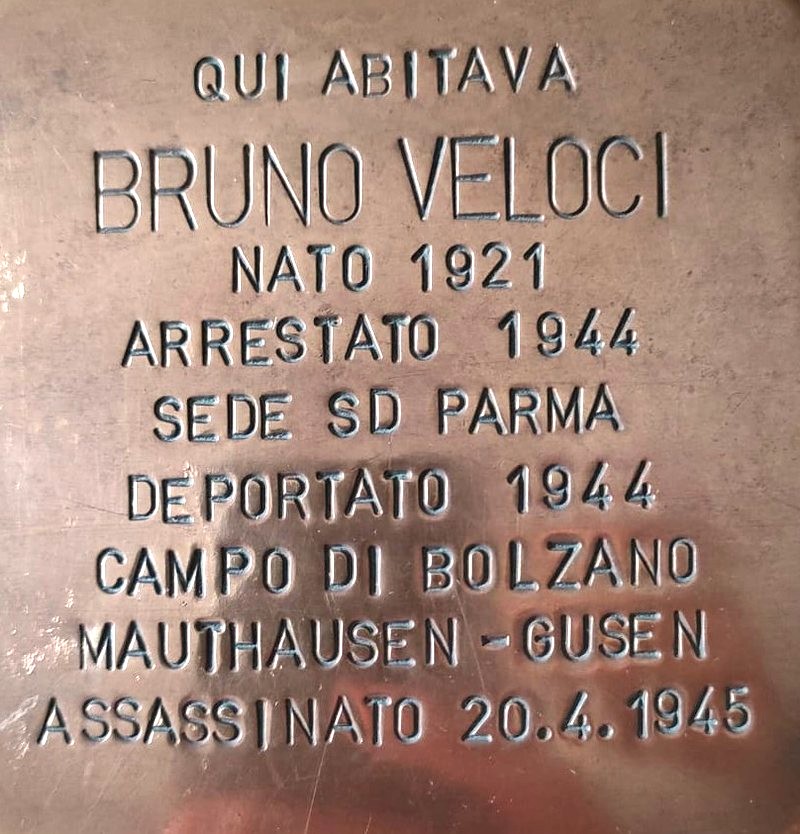 QUI ABITAVA
BRUNO VELOCI
NATO 1921
ARRESTATO 1944
SEDE SD PARMA
DEPORTATO 1944
CAMPO DI BOLZANO
MAUTHAUSEN-GUSEN
ASSASSINATO 20.4.1945